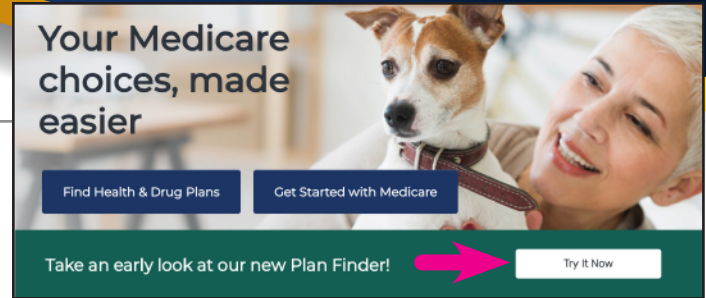 Your Medicare
choices, made
easier
Find Health & Drug Plans
Get Started with Medicare
Take an early look at our new Plan Finder!
Try It Now